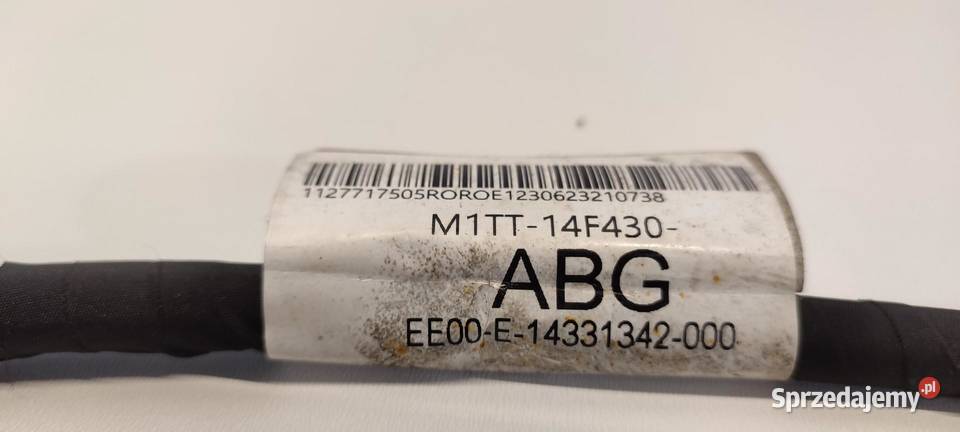 1127717505ROROE1230623210738
M1TT-14F430-
ABG
EE00-E-14331342-000
Sprzedajemy.pl